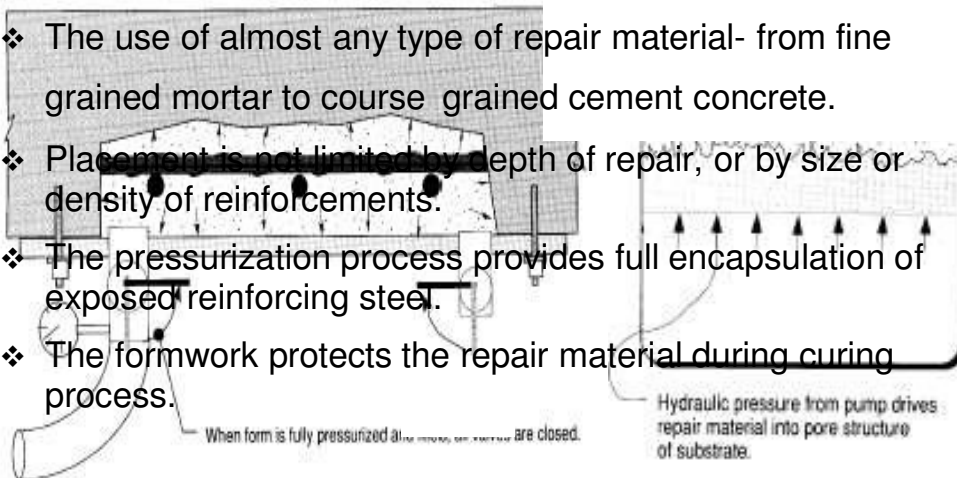 ❖ The use of almost any type of repair material- from fine
grained mortar to course grained cement concrete.
❖ Placement is not limited by depth of repair, or by size or
density of reinforcements.
❖ The pressurization process provides full encapsulation of
exposed reinforcing steel.
❖ The formwork protects the repair material during curing
process.
When form is fully pressurized are closed.
Hydraulic pressure from pump drives
repair material into pore structure
of substrate.